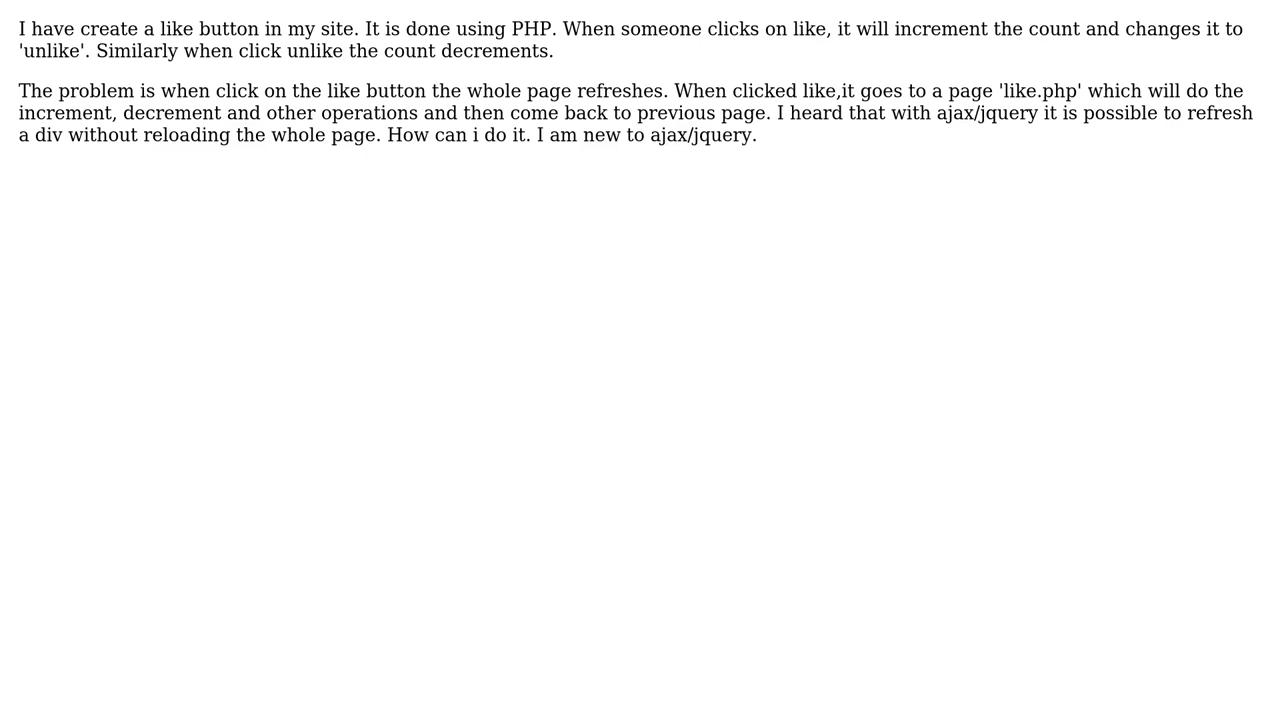 I have create a like button in my site. It is done using PHP. When someone clicks on like, it will increment the count and changes it to
'unlike'. Similarly when click unlike the count decrements.
The problem is when click on the like button the whole page refreshes. When clicked like,it goes to a page 'like.php' which will do the
increment, decrement and other operations and then come back to previous page. I heard that with ajax/jquery it is possible to refresh
a div without reloading the whole page. How can i do it. I am new to ajax/jquery.